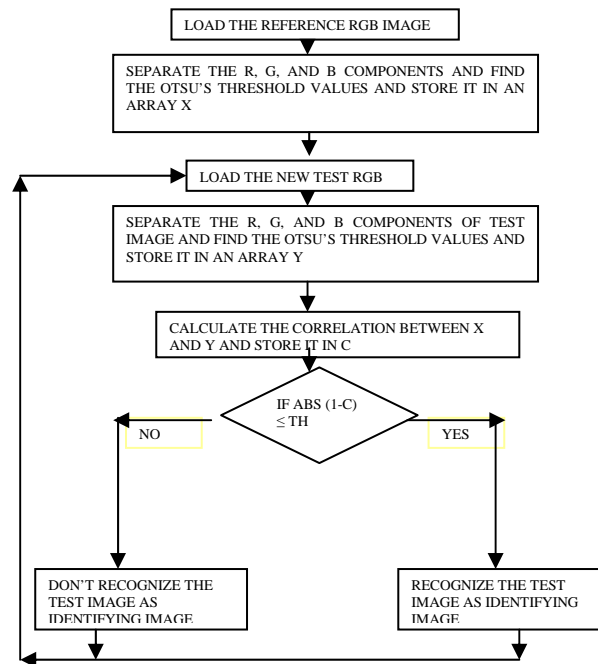 LOAD THE REFERENCE RGB IMAGE
SEPARATE THE R, G, AND B COMPONENTS AND FIND
THE OTSU'S THRESHOLD VALUES AND STORE IT IN AN
ARRAY X
LOAD THE NEW TEST RGB
SEPARATE THE R, G, AND B COMPONENTS OF TEST
IMAGE AND FIND THE OTSU'S THRESHOLD VALUES AND
STORE IT IN AN ARRAY Y
CALCULATE THE CORRELATION BETWEEN X
AND Y AND STORE IT IN C
IF ABS (1-C)
≤ TH
NO
YES
DON'T RECOGNIZE THE
TEST IMAGE AS
IDENTIFYING IMAGE
RECOGNIZE THE TEST
IMAGE AS IDENTIFYING
IMAGE